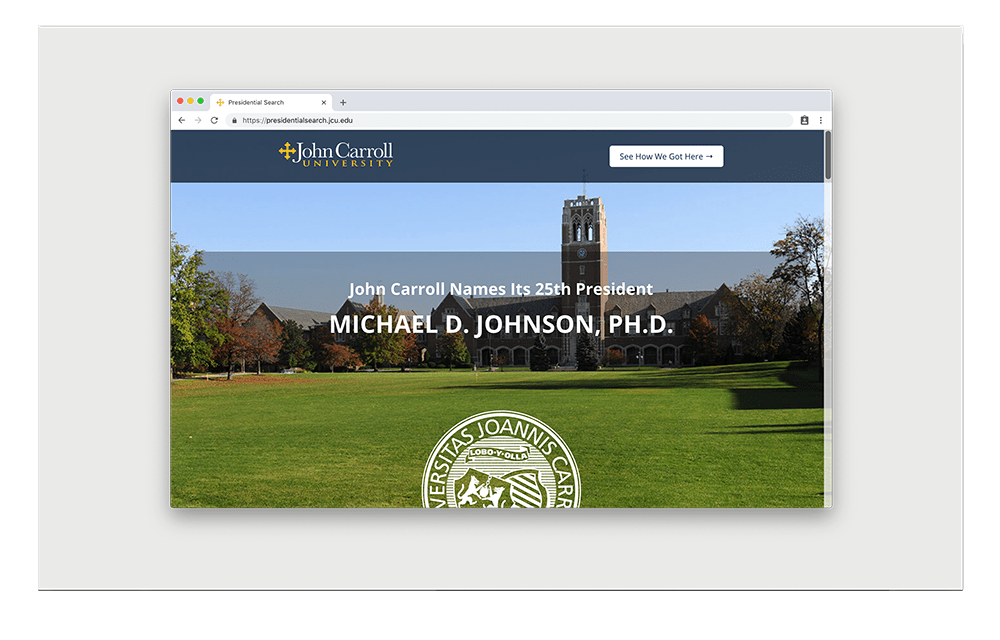 Presidential Search
https://presidentialsearch.jcu.edu
John Carroll
UNIVERSITY
See How We Got Here →
John Carroll Names Its 25th President
MICHAEL D. JOHNSON, PH.D.
VERSITAS JOANNIS CARR
LOBO-Y-OLLA